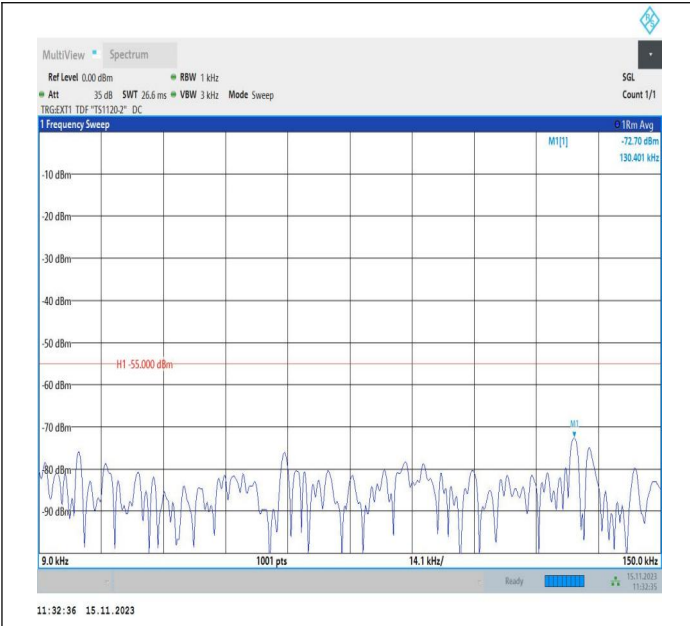 R S
MultiView Spectrum
Ref Level 0.00 dBm RBW 1 kHz SGL
Att 35 dB SWT 26.6 ms VBW 3 kHz Mode Sweep Count 1/1
TRG:EXT1 TDF "TS1120-2" DC
1 Frequency Sweep 1Rm Avg
M1[1] -72.70 dBm
130.401 kHz
-10 dBm
-20 dBm
-30 dBm
-40 dBm
-50 dBm
H1 -55.000 dBm
-60 dBm
-70 dBm
M1
-80 dBm
-90 dBm
9.0 kHz 1001 pts 14.1 kHz/ 150.0 kHz
Ready 15.11.2023
11:32:35
11:32:36 15.11.2023